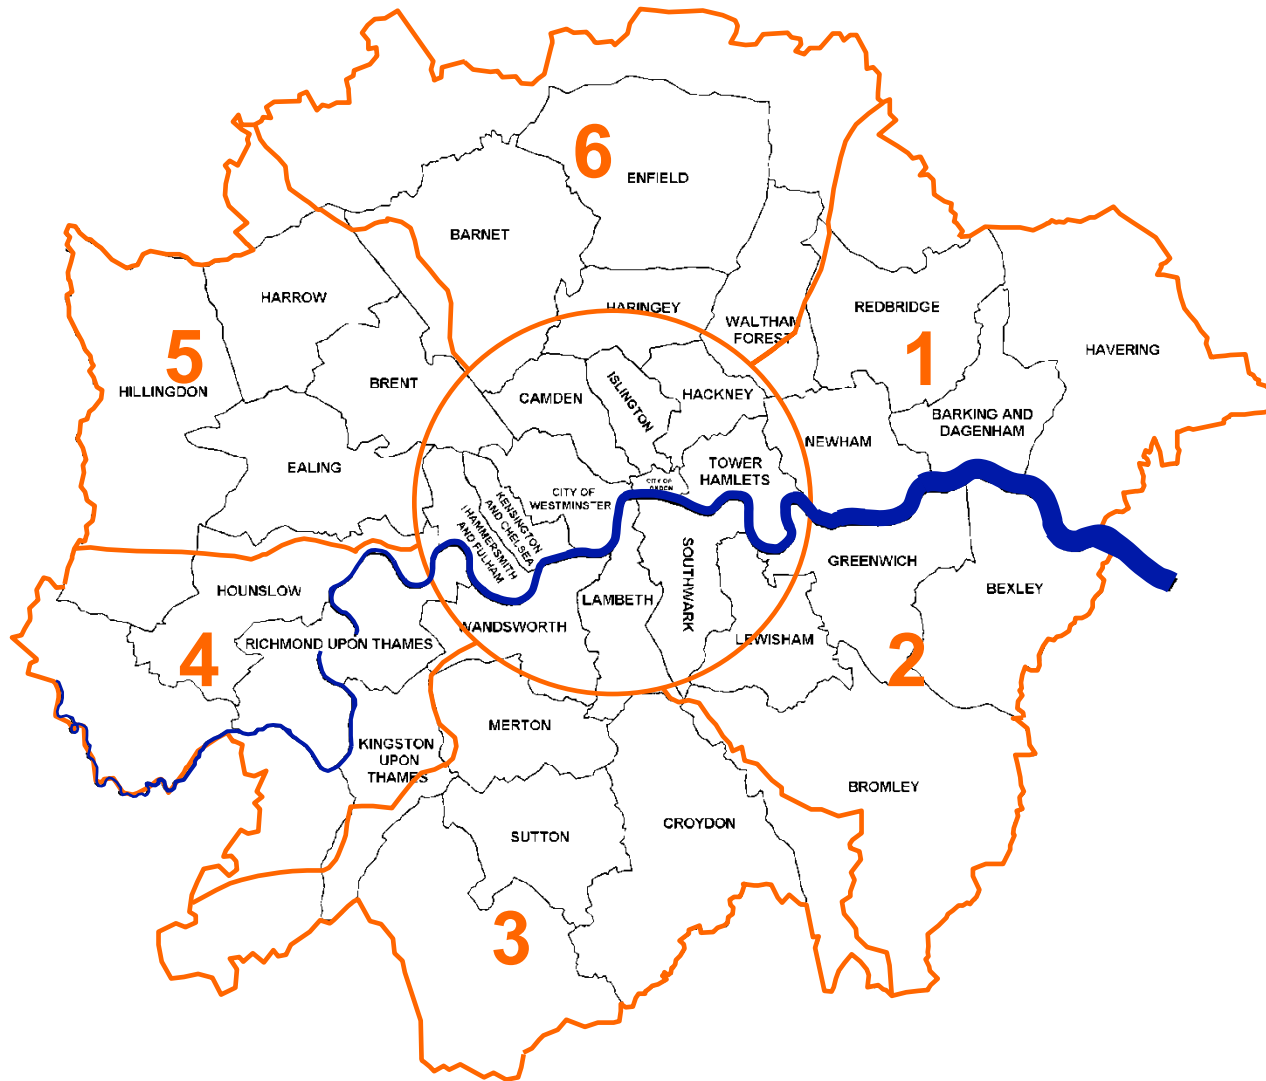 6
ENFIELD
BARNET
HARROW
HARINGEY
REDBRIDGE
WALTHAM
FOREST
1
HAVERING
5
HILLINGDON
BRENT
CAMDEN
ISLINGTON
HACKNEY
BARKING AND
DAGENHAM
NEWHAM
EALING
TOWER
HAMLETS
CITY OF
CITY OF
WESTMINSTER
KENSINGTON
AND CHELSEA
HAMMERSMITH
AND FULHAM
GREENWICH
BEXLEY
HOUNSLOW
LAMBETH
SOUTHWARK
WANDSWORTH
LEWISHAM
RICHMOND UPON THAMES
4
2
MERTON
KINGSTON
UPON
THAMES
BROMLEY
SUTTON
CROYDON
3